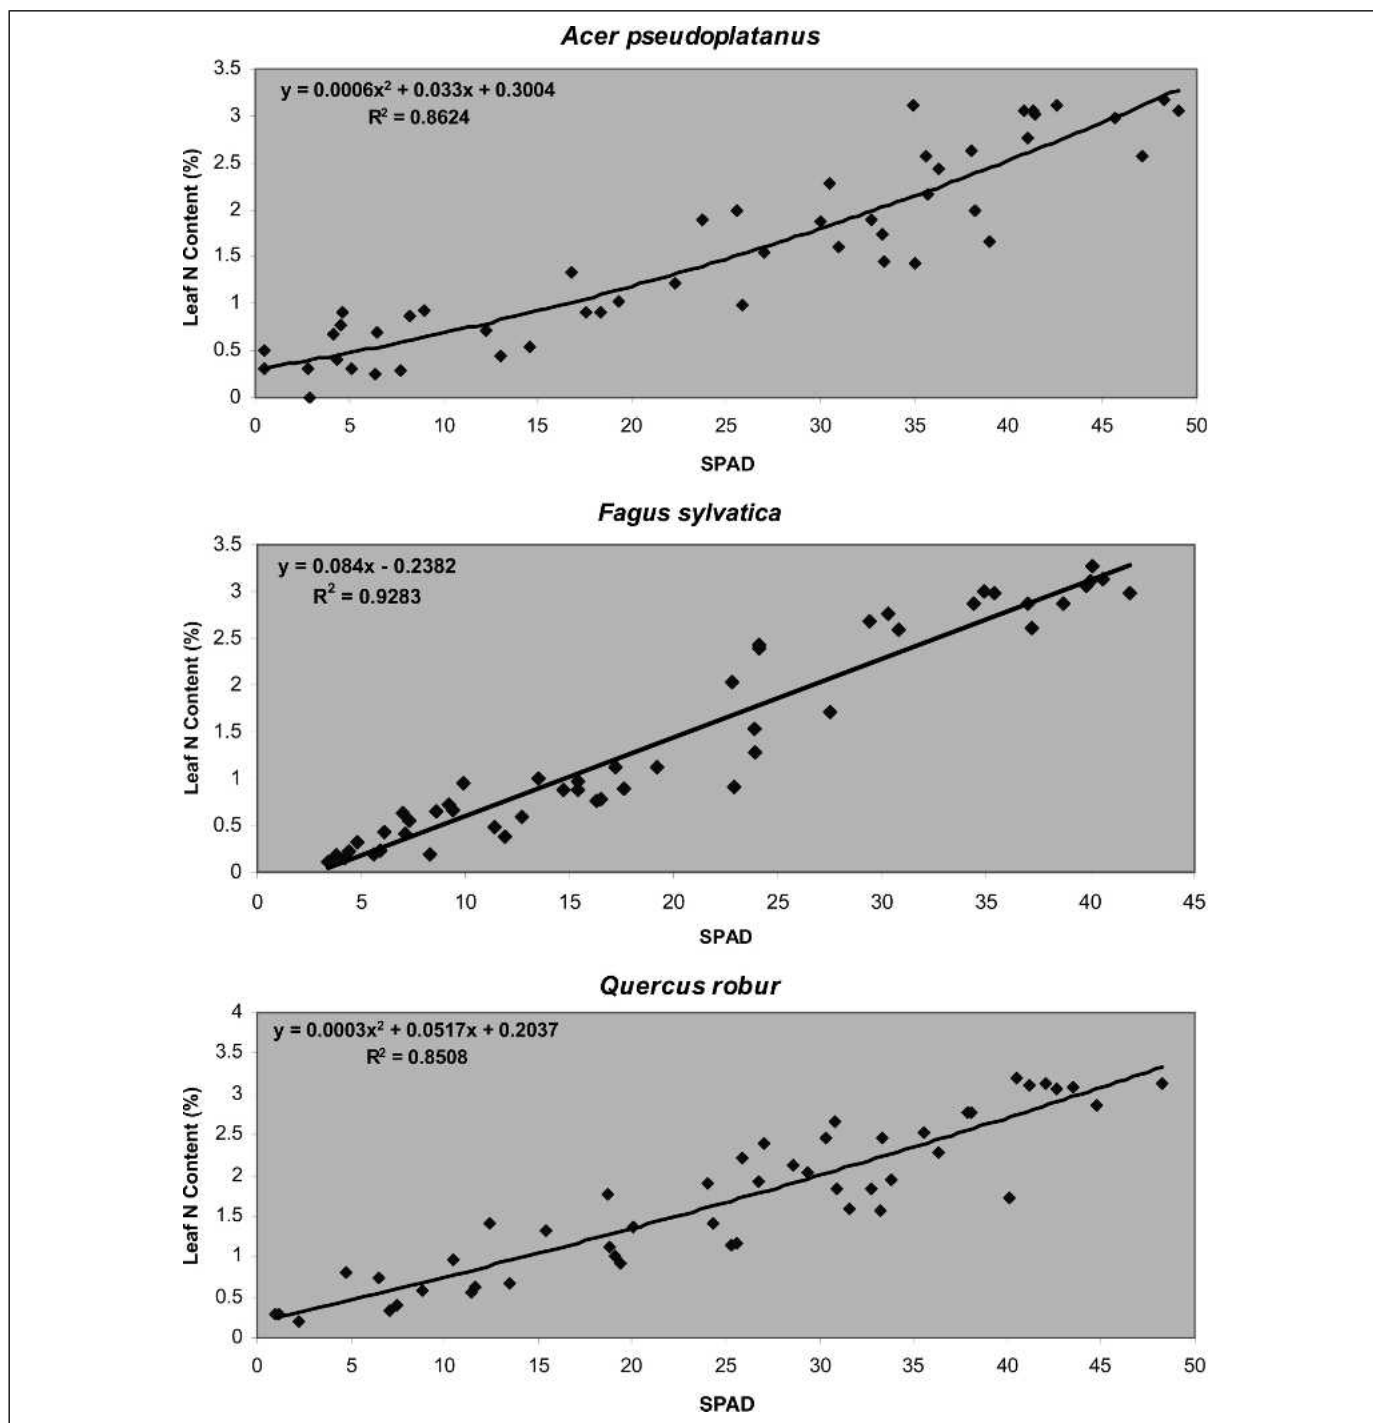 Acer pseudoplatanus
y = 0.0006x² + 0.033x + 0.3004
R² = 0.8624
Leaf N Content (%)
3.5
3
2.5
2
1.5
1
0.5
0
0 5 10 15 20 25 30 35 40 45 50
SPAD
Fagus sylvatica
y = 0.084x - 0.2382
R² = 0.9283
Leaf N Content (%)
3.5
3
2.5
2
1.5
1
0.5
0
0 5 10 15 20 25 30 35 40 45
SPAD
Quercus robur
y = 0.0003x² + 0.0517x + 0.2037
R² = 0.8508
Leaf N Content (%)
4
3.5
3
2.5
2
1.5
1
0.5
0
0 5 10 15 20 25 30 35 40 45 50
SPAD